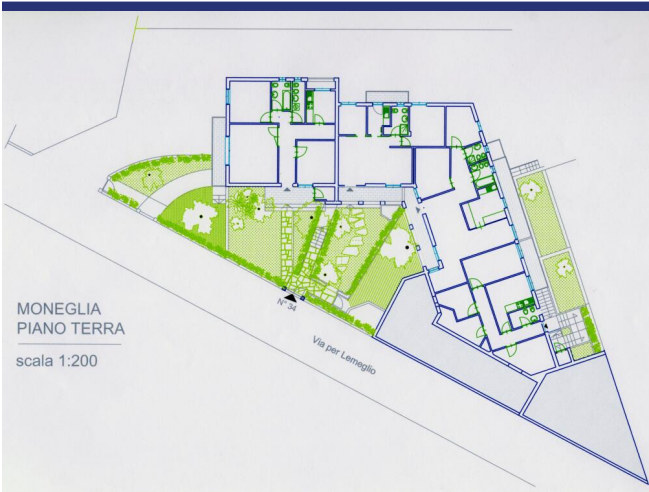 MONEGLIA
PIANO TERRA
scala 1:200
N° 34
Via per Lemeglio